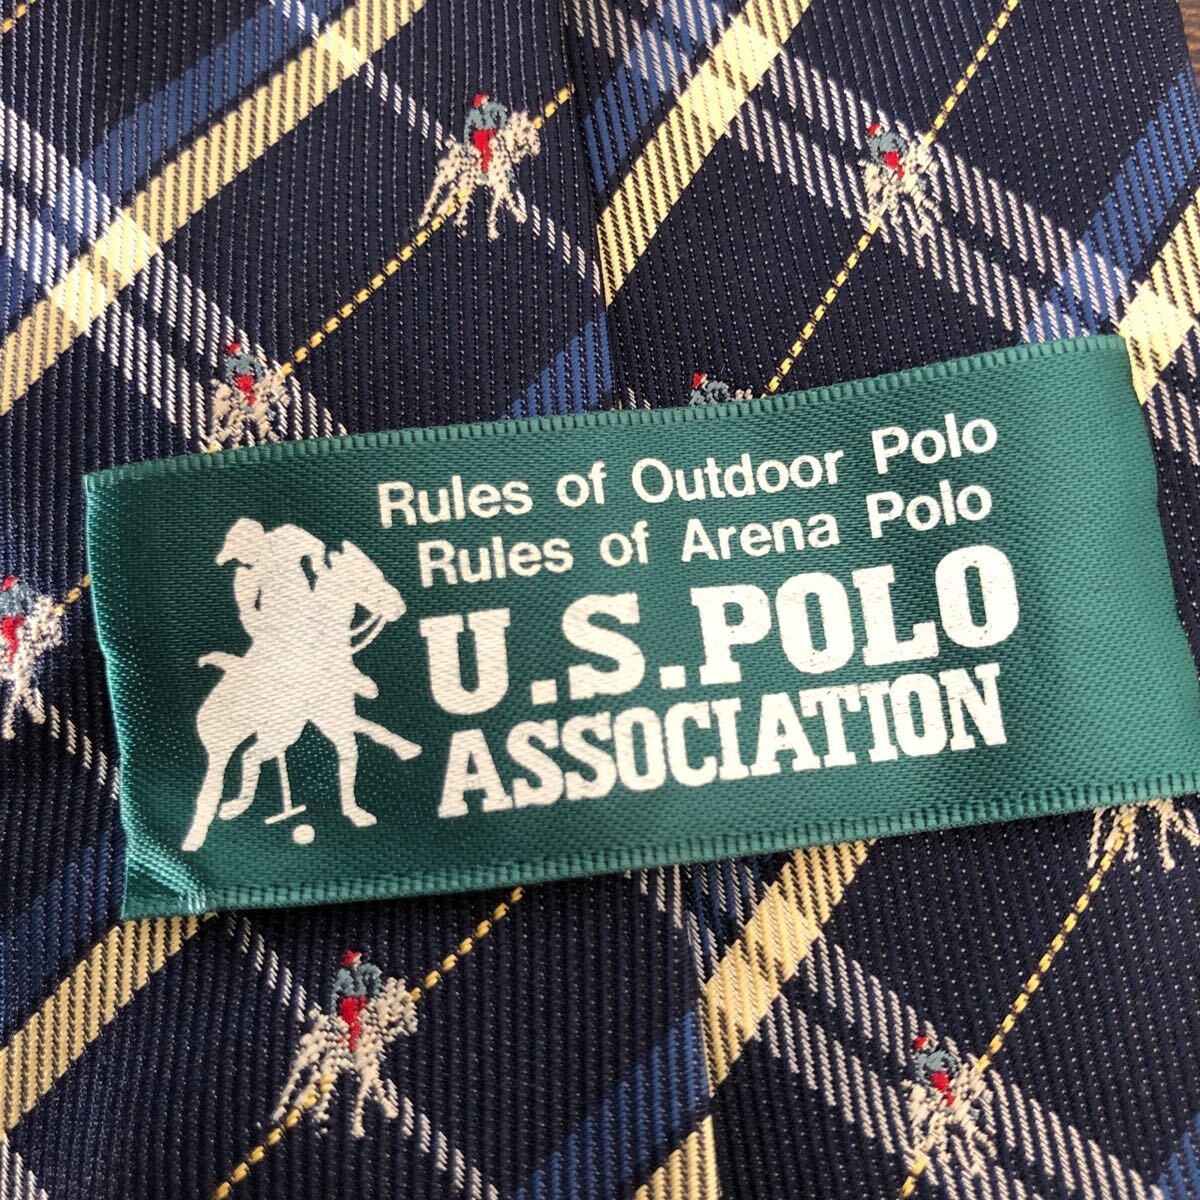 Rules of Outdoor Polo
Rules of Arena Polo
U.S.POLO
ASSOCIATION